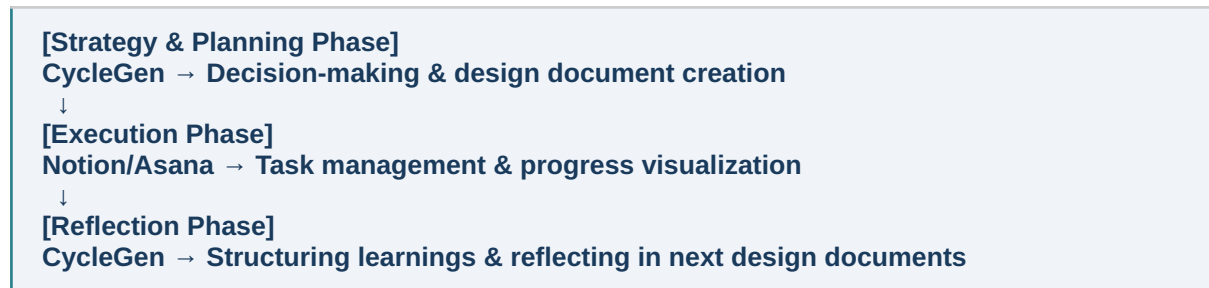 [Strategy & Planning Phase]
CycleGen → Decision-making & design document creation
↓
[Execution Phase]
Notion/Asana → Task management & progress visualization
↓
[Reflection Phase]
CycleGen → Structuring learnings & reflecting in next design documents